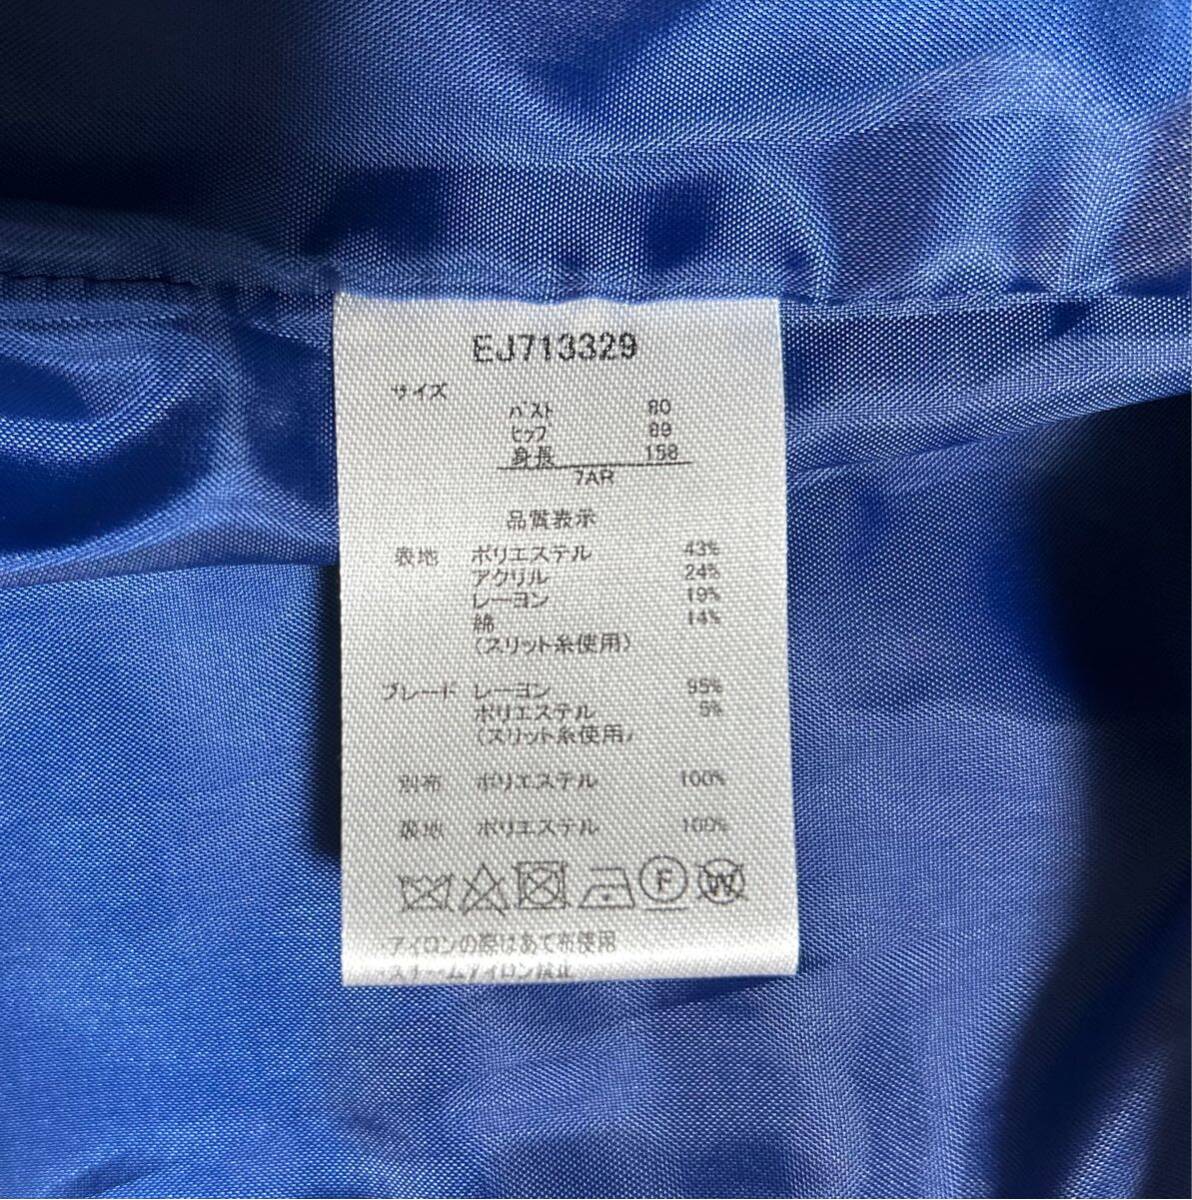 EJ713329
サイズ
バスト 80
ヒップ 89
身長 158
7AR
品質表示
表地 ポリエステル 43%
アクリル 24%
レーヨン 19%
綿 14%
(スリット糸使用)
ブレード レーヨン 95%
ポリエステル 5%
(スリット糸使用)
別布 ポリエステル 100%
裏地 ポリエステル 100%
F W
アイロンの際はあて布使用
スチームアイロン禁止